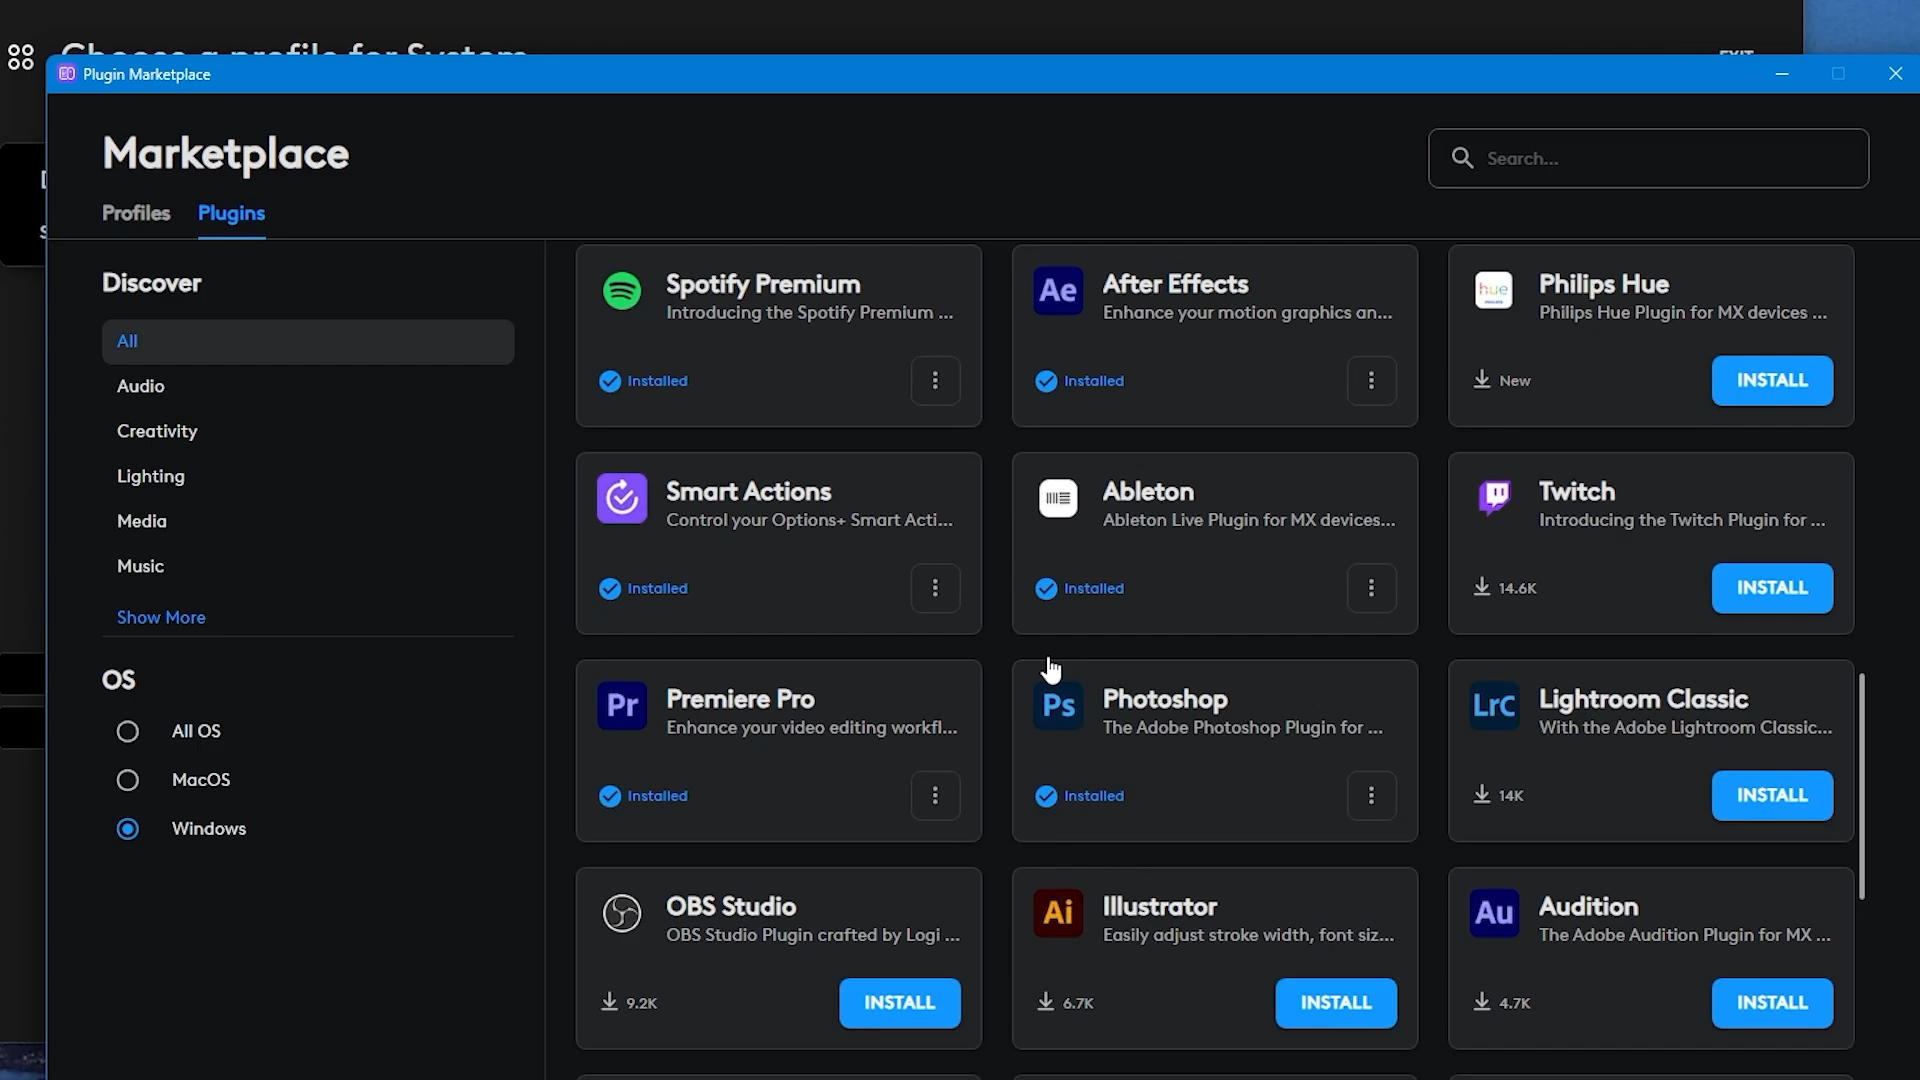 Choose a profile for System
EXIT
Plugin Marketplace
Marketplace
Search...
Profiles
Plugins
Discover
All
Audio
Creativity
Lighting
Media
Music
Show More
OS
All OS
MacOS
Windows
Spotify Premium
Introducing the Spotify Premium ...
Installed
Ae
After Effects
Enhance your motion graphics an...
Installed
hue
Philips Hue
Philips Hue Plugin for MX devices ...
New
INSTALL
Smart Actions
Control your Options+ Smart Acti...
Installed
Ableton
Ableton Live Plugin for MX devices...
Installed
Twitch
Introducing the Twitch Plugin for ...
14.6K
INSTALL
Pr
Premiere Pro
Enhance your video editing workfl...
Installed
Ps
Photoshop
The Adobe Photoshop Plugin for ...
Installed
LrC
Lightroom Classic
With the Adobe Lightroom Classic...
14K
INSTALL
OBS Studio
OBS Studio Plugin crafted by Logi ...
9.2K
INSTALL
Ai
Illustrator
Easily adjust stroke width, font siz...
6.7K
INSTALL
Au
Audition
The Adobe Audition Plugin for MX ...
4.7K
INSTALL